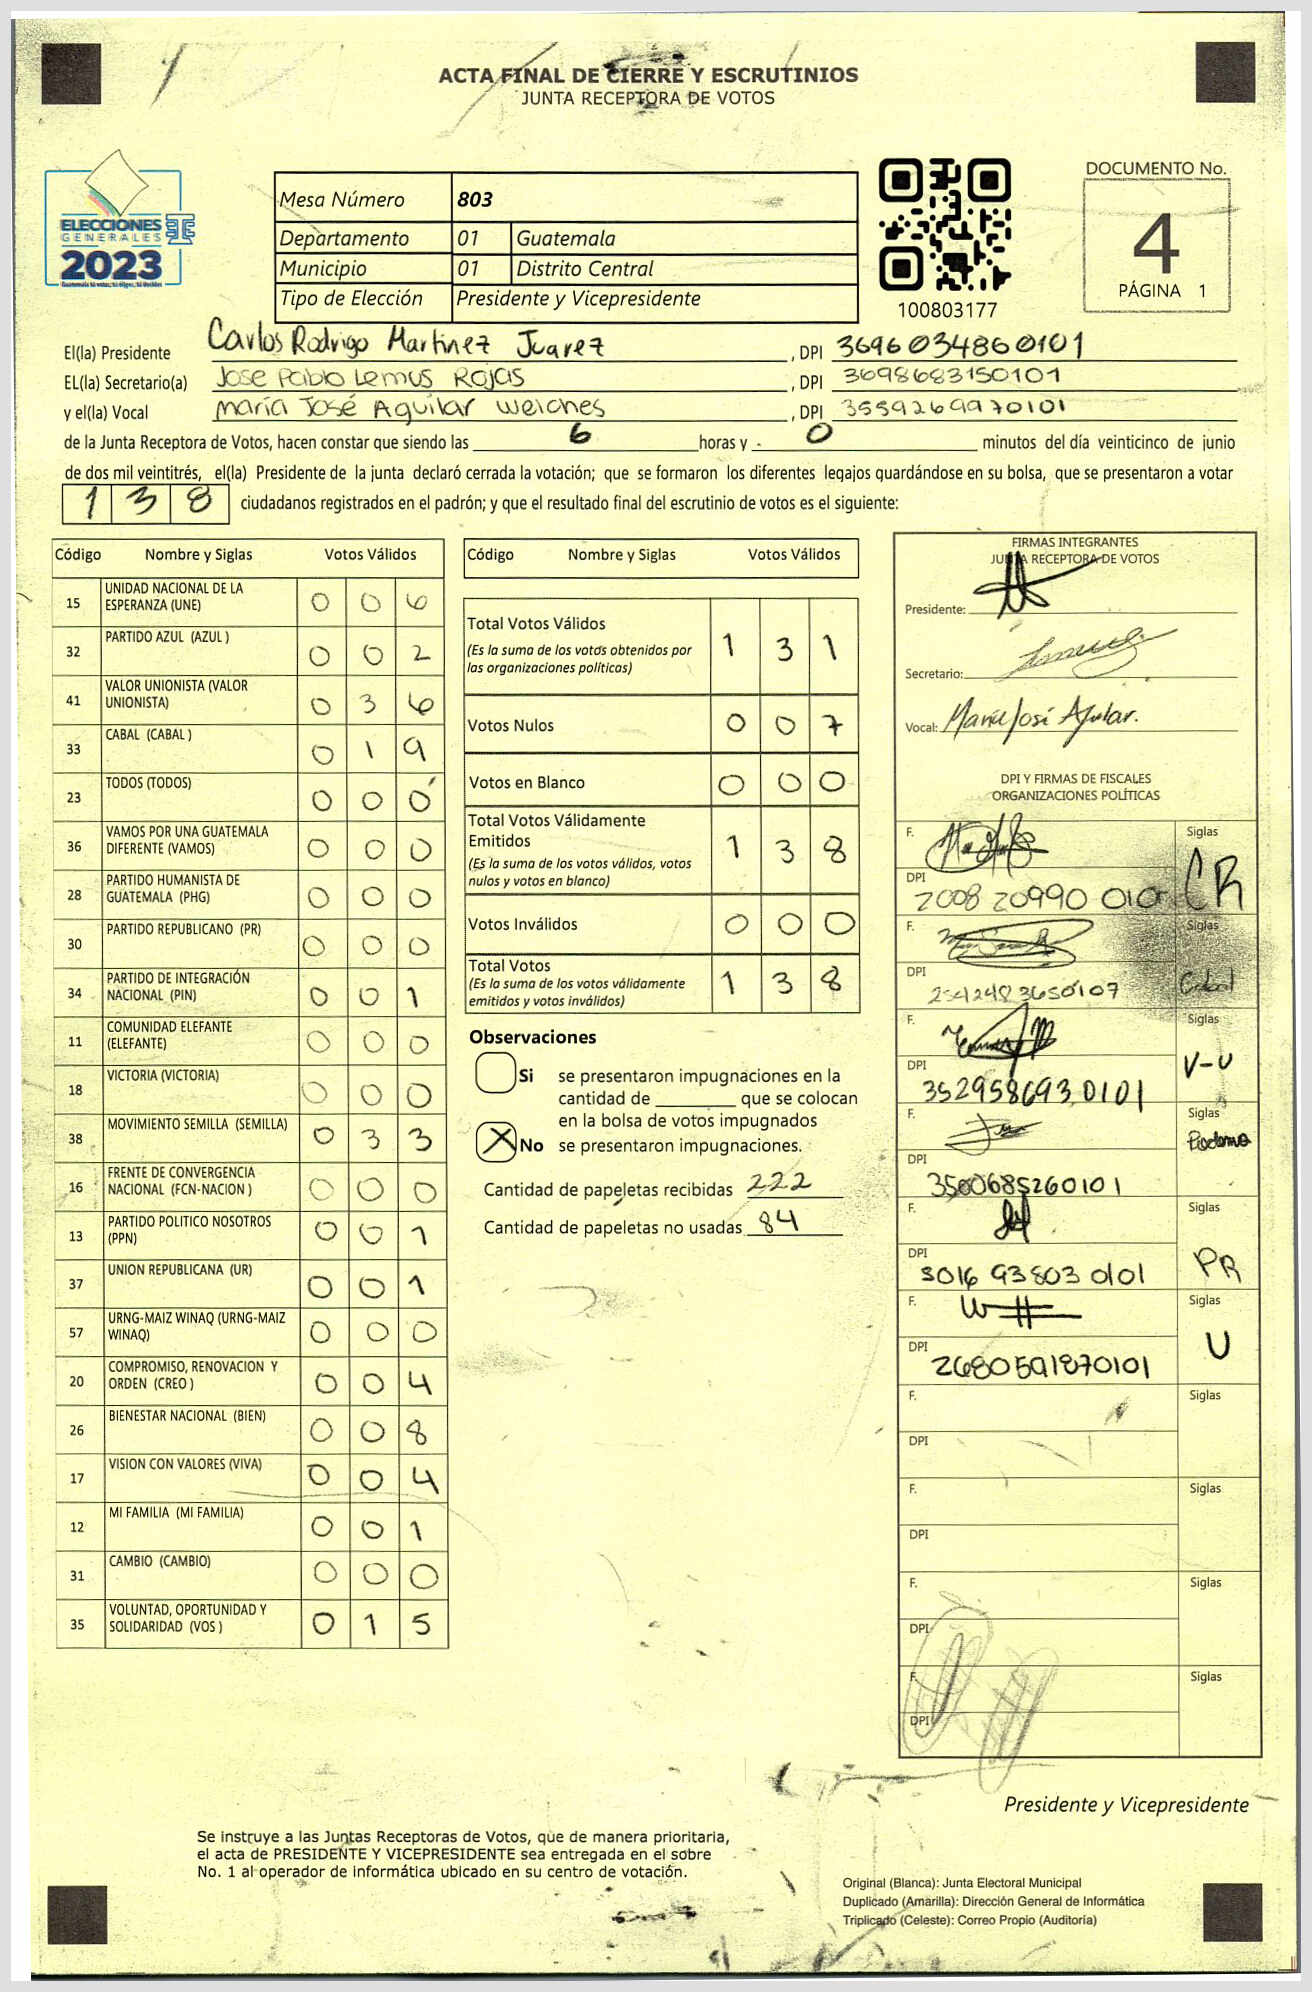 ACTA FINAL DE CIERRE Y ESCRUTINIOS
JUNTA RECEPTORA DE VOTOS
ELECCIONES
GENERALES
2023
Mesa Número 803
Departamento 01 Guatemala
Municipio 01 Distrito Central
Tipo de Elección Presidente y Vicepresidente
100803177
DOCUMENTO No.
4
PÁGINA 1
El(la) Presidente Carlos Rodrigo Martinez Juarez , DPI 3696034860101
EL(la) Secretario(a) Jose Pablo Lemus Rojas , DPI 3698683150101
y el(la) Vocal María José Aguilar Welches , DPI 3559269970101
de la Junta Receptora de Votos, hacen constar que siendo las 6 horas y 0 minutos del día veinticinco de junio
de dos mil veintitrés, el(la) Presidente de la junta declaró cerrada la votación; que se formaron los diferentes legajos guardándose en su bolsa, que se presentaron a votar
1 3 8 ciudadanos registrados en el padrón; y que el resultado final del escrutinio de votos es el siguiente:
Código Nombre y Siglas Votos Válidos
15 UNIDAD NACIONAL DE LA
ESPERANZA (UNE) 0 0 6
32 PARTIDO AZUL (AZUL ) 0 0 2
41 VALOR UNIONISTA (VALOR
UNIONISTA) 0 3 6
33 CABAL (CABAL ) 0 1 9
23 TODOS (TODOS) 0 0 0
36 VAMOS POR UNA GUATEMALA
DIFERENTE (VAMOS) 0 0 0
28 PARTIDO HUMANISTA DE
GUATEMALA (PHG) 0 0 0
30 PARTIDO REPUBLICANO (PR) 0 0 0
34 PARTIDO DE INTEGRACIÓN
NACIONAL (PIN) 0 0 1
11 COMUNIDAD ELEFANTE
(ELEFANTE) 0 0 0
18 VICTORIA (VICTORIA) 0 0 0
38 MOVIMIENTO SEMILLA (SEMILLA) 0 3 3
16 FRENTE DE CONVERGENCIA
NACIONAL (FCN-NACION ) 0 0 0
13 PARTIDO POLITICO NOSOTROS
(PPN) 0 0 1
37 UNION REPUBLICANA (UR) 0 0 1
57 URNG-MAIZ WINAQ (URNG-MAIZ
WINAQ) 0 0 0
20 COMPROMISO, RENOVACION Y
ORDEN (CREO ) 0 0 4
26 BIENESTAR NACIONAL (BIEN) 0 0 8
17 VISION CON VALORES (VIVA) 0 0 4
12 MI FAMILIA (MI FAMILIA) 0 0 1
31 CAMBIO (CAMBIO) 0 0 0
35 VOLUNTAD, OPORTUNIDAD Y
SOLIDARIDAD (VOS ) 0 1 5
Código Nombre y Siglas Votos Válidos
Total Votos Válidos 1 3 1
(Es la suma de los votos obtenidos por
las organizaciones políticas)
Votos Nulos 0 0 7
Votos en Blanco 0 0 0
Total Votos Válidamente
Emitidos 1 3 8
(Es la suma de los votos válidos, votos
nulos y votos en blanco)
Votos Inválidos 0 0 0
Total Votos 1 3 8
(Es la suma de los votos válidamente
emitidos y votos inválidos)
Observaciones
Si se presentaron impugnaciones en la
cantidad de ________ que se colocan
en la bolsa de votos impugnados
X No se presentaron impugnaciones.
Cantidad de papeletas recibidas 222
Cantidad de papeletas no usadas 84
FIRMAS INTEGRANTES
JUNTA RECEPTORA DE VOTOS
Presidente:
Secretario:
Vocal: María José Aguilar.
DPI Y FIRMAS DE FISCALES
ORGANIZACIONES POLÍTICAS
F. Siglas
CR
DPI
2008 20990 010
F. Siglas
Cabal
DPI
254248 3650107
F. Siglas
V-U
DPI
352958693 0101
F. Siglas
DPI
3500685260101
F. Siglas
PR
DPI
3016 93803 0101
F. Siglas
U
DPI
2680591870101
F. Siglas
DPI
F. Siglas
DPI
F. Siglas
DPI
F. Siglas
DPI
Presidente y Vicepresidente
Se instruye a las Juntas Receptoras de Votos, que de manera prioritaria,
el acta de PRESIDENTE Y VICEPRESIDENTE sea entregada en el sobre
No. 1 al operador de informática ubicado en su centro de votación.
Original (Blanca): Junta Electoral Municipal
Duplicado (Amarilla): Dirección General de Informática
Triplicado (Celeste): Correo Propio (Auditoría)